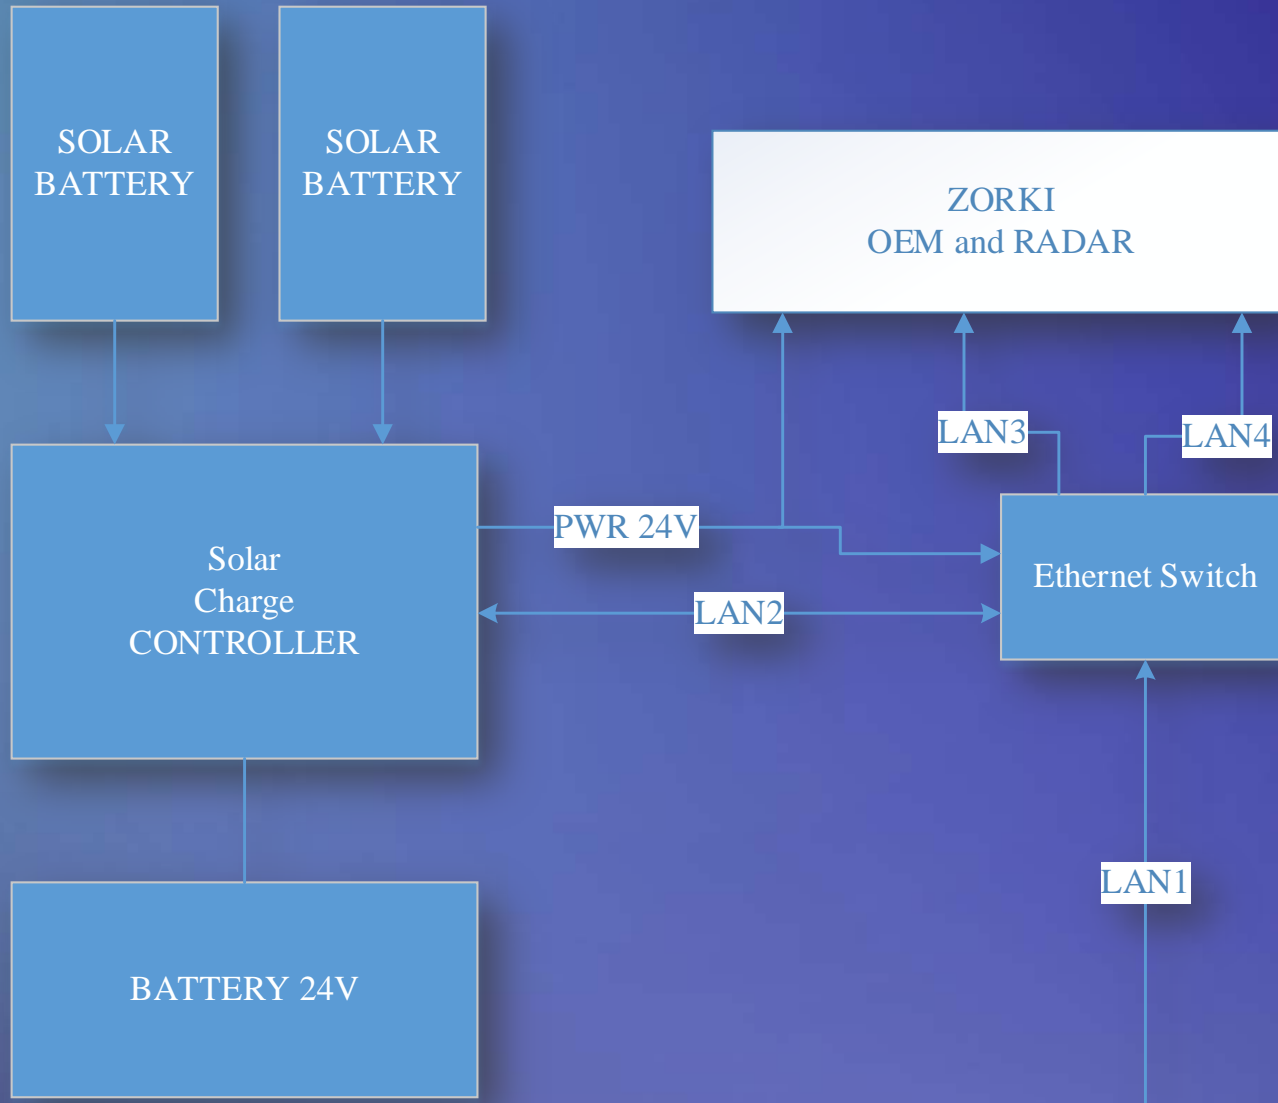 SOLAR
BATTERY
SOLAR
BATTERY
ZORKI
OEM and RADAR
LAN3
LAN4
PWR 24V
Solar
Charge
CONTROLLER
Ethernet Switch
LAN2
LAN1
BATTERY 24V